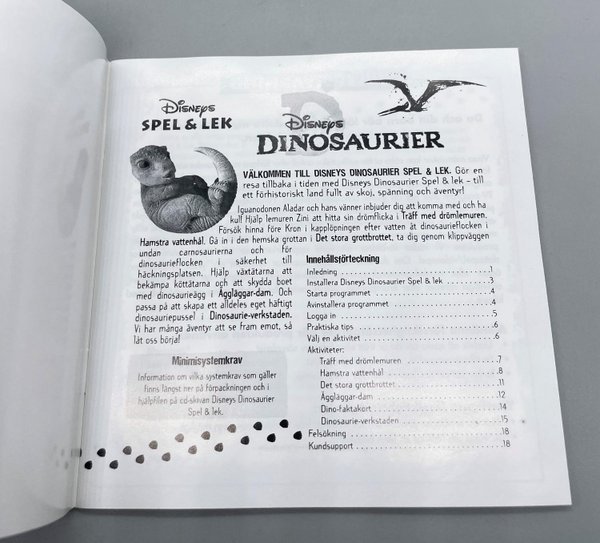 Disneys
SPEL & LEK
Disneys
DINOSAURIER
VÄLKOMMEN TILL DISNEYS DINOSAURIER SPEL & LEK. Gör en
resa tillbaka i tiden med Disneys Dinosaurier Spel & lek - till
ett förhistoriskt land fullt av skoj, spänning och äventyr!
Iguanodonen Aladar och hans vänner inbjuder dig att komma med och ha
kul! Hjälp lemuren Zini att hitta sin drömflicka i Träff med drömlemuren.
Försök hinna före Kron i kapplöpningen efter vatten åt dinosaurieflocken i
Hamstra vattenhål. Gå in i den hemska grottan i Det stora grottbrottet, ta dig genom klippväggen
undan carnosaurierna och för
dinosaurieflocken i säkerhet till
häckningsplatsen. Hjälp växtätarna att
bekämpa köttätarna och att skydda boet
med dinosaurieägg i Äggläggar-dam. Och
passa på att skapa ett alldeles eget häftigt
dinosauriepussel i Dinosaurie-verkstaden.
Vi har många äventyr att se fram emot, så
låt oss börja!
Minimisystemkrav
Information om vilka systemkrav som gäller
finns längst ner på förpackningen och i
hjälpfilen på cd-skivan Disneys Dinosaurier
Spel & lek.
Innehållsförteckning
Inledning 1
Installera Disneys Dinosaurier Spel & lek 3
Starta programmet 4
Avinstallera programmet 4
Logga in 5
Praktiska tips 6
Välj en aktivitet 6
Aktiviteter:
Träff med drömlemuren 7
Hamstra vattenhål 8
Det stora grottbrottet 11
Äggläggar-dam 12
Dino-faktakort 14
Dinosaurie-verkstaden 15
Felsökning 18
Kundsupport 18